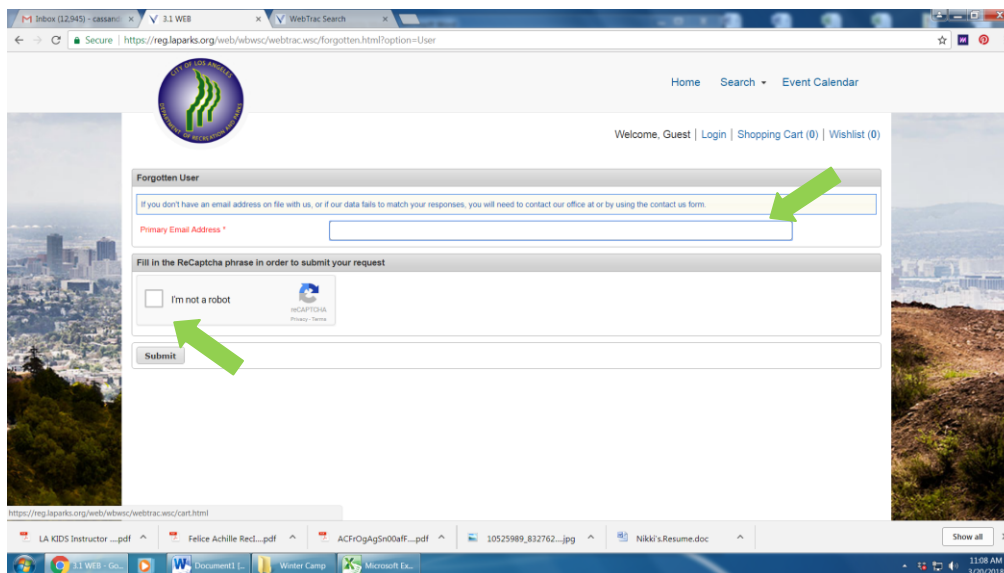 Inbox (12,945) - cassand
3.1 WEB
WebTrac Search
Secure
https://reg.laparks.org/web/wbwsc/webtrac.wsc/forgotten.html?option=User
CITY OF LOS ANGELES
DEPARTMENT OF RECREATION AND PARKS
Home Search Event Calendar
Welcome, Guest | Login | Shopping Cart (0) | Wishlist (0)
Forgotten User
If you don't have an email address on file with us, or if our data fails to match your responses, you will need to contact our office at or by using the contact us form.
Primary Email Address *
Fill in the ReCaptcha phrase in order to submit your request
I'm not a robot
reCAPTCHA
Privacy - Terms
Submit
https://reg.laparks.org/web/wbwsc/webtrac.wsc/cart.html
LA KIDS Instructor ....pdf
Felice Achille RecI....pdf
ACFrOgAgSn00afF....pdf
10525989_832762....jpg
Nikki's.Resume.doc
Show all
3.1 WEB - Go...
Document1 [...
Winter Camp
Microsoft Ex...
11:08 AM